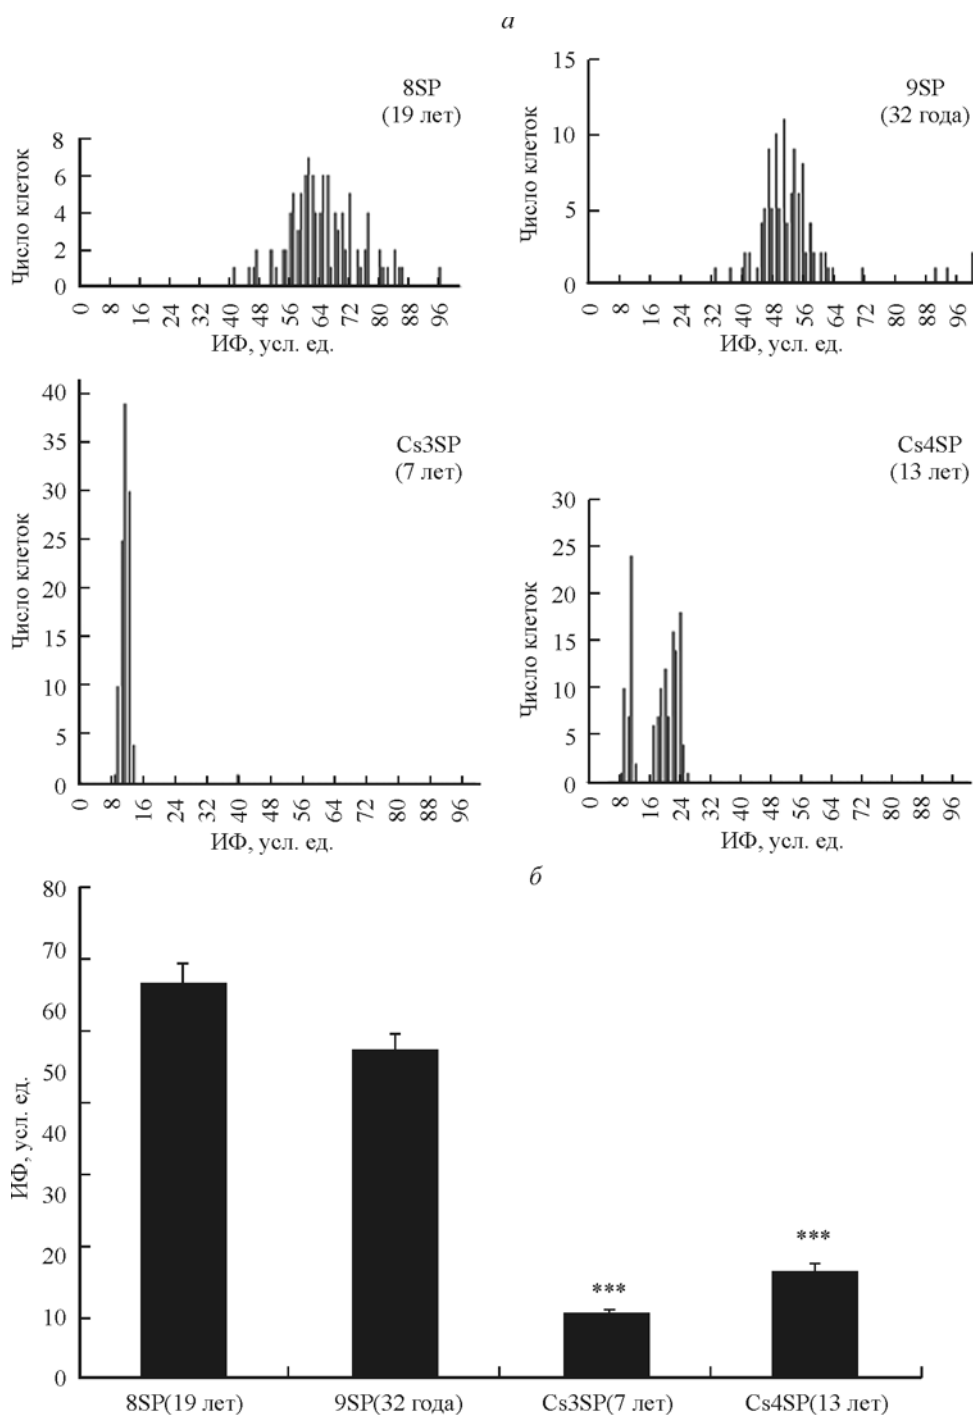 а
8SP
(19 лет)
Число клеток
8
6
4
2
0
0 8 16 24 32 40 48 56 64 72 80 88 96
ИФ, усл. ед.
9SP
(32 года)
Число клеток
15
10
5
0
0 8 16 24 32 40 48 56 64 72 80 88 96
ИФ, усл. ед.
Cs3SP
(7 лет)
Число клеток
40
35
30
25
20
15
10
5
0
0 8 16 24 32 40 48 56 64 72 80 88 96
ИФ, усл. ед.
Cs4SP
(13 лет)
Число клеток
30
25
20
15
10
5
0
0 8 16 24 32 40 48 56 64 72 80 88 96
ИФ, усл. ед.
б
ИФ, усл. ед.
80
70
60
50
40
30
20
10
0
***
***
8SP(19 лет) 9SP(32 года) Cs3SP(7 лет) Cs4SP(13 лет)